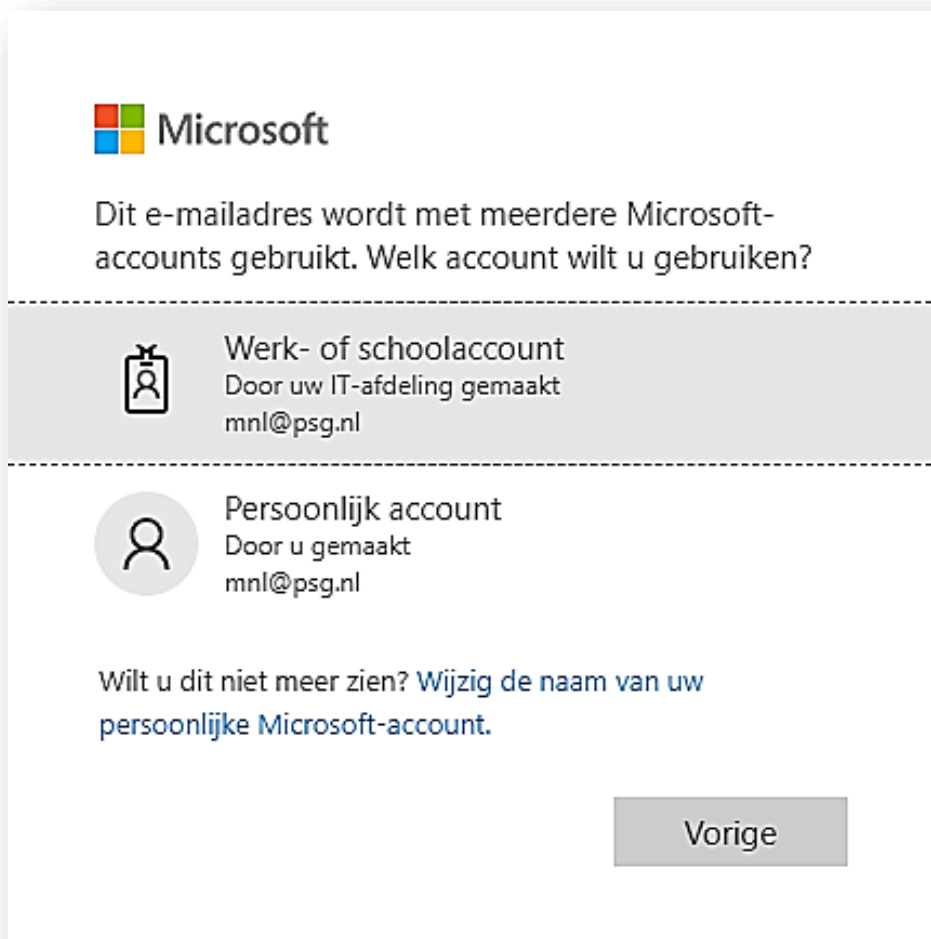 Microsoft
Dit e-mailadres wordt met meerdere Microsoft-
accounts gebruikt. Welk account wilt u gebruiken?
Werk- of schoolaccount
Door uw IT-afdeling gemaakt
mnl@psg.nl
Persoonlijk account
Door u gemaakt
mnl@psg.nl
Wilt u dit niet meer zien? Wijzig de naam van uw
persoonlijke Microsoft-account.
Vorige